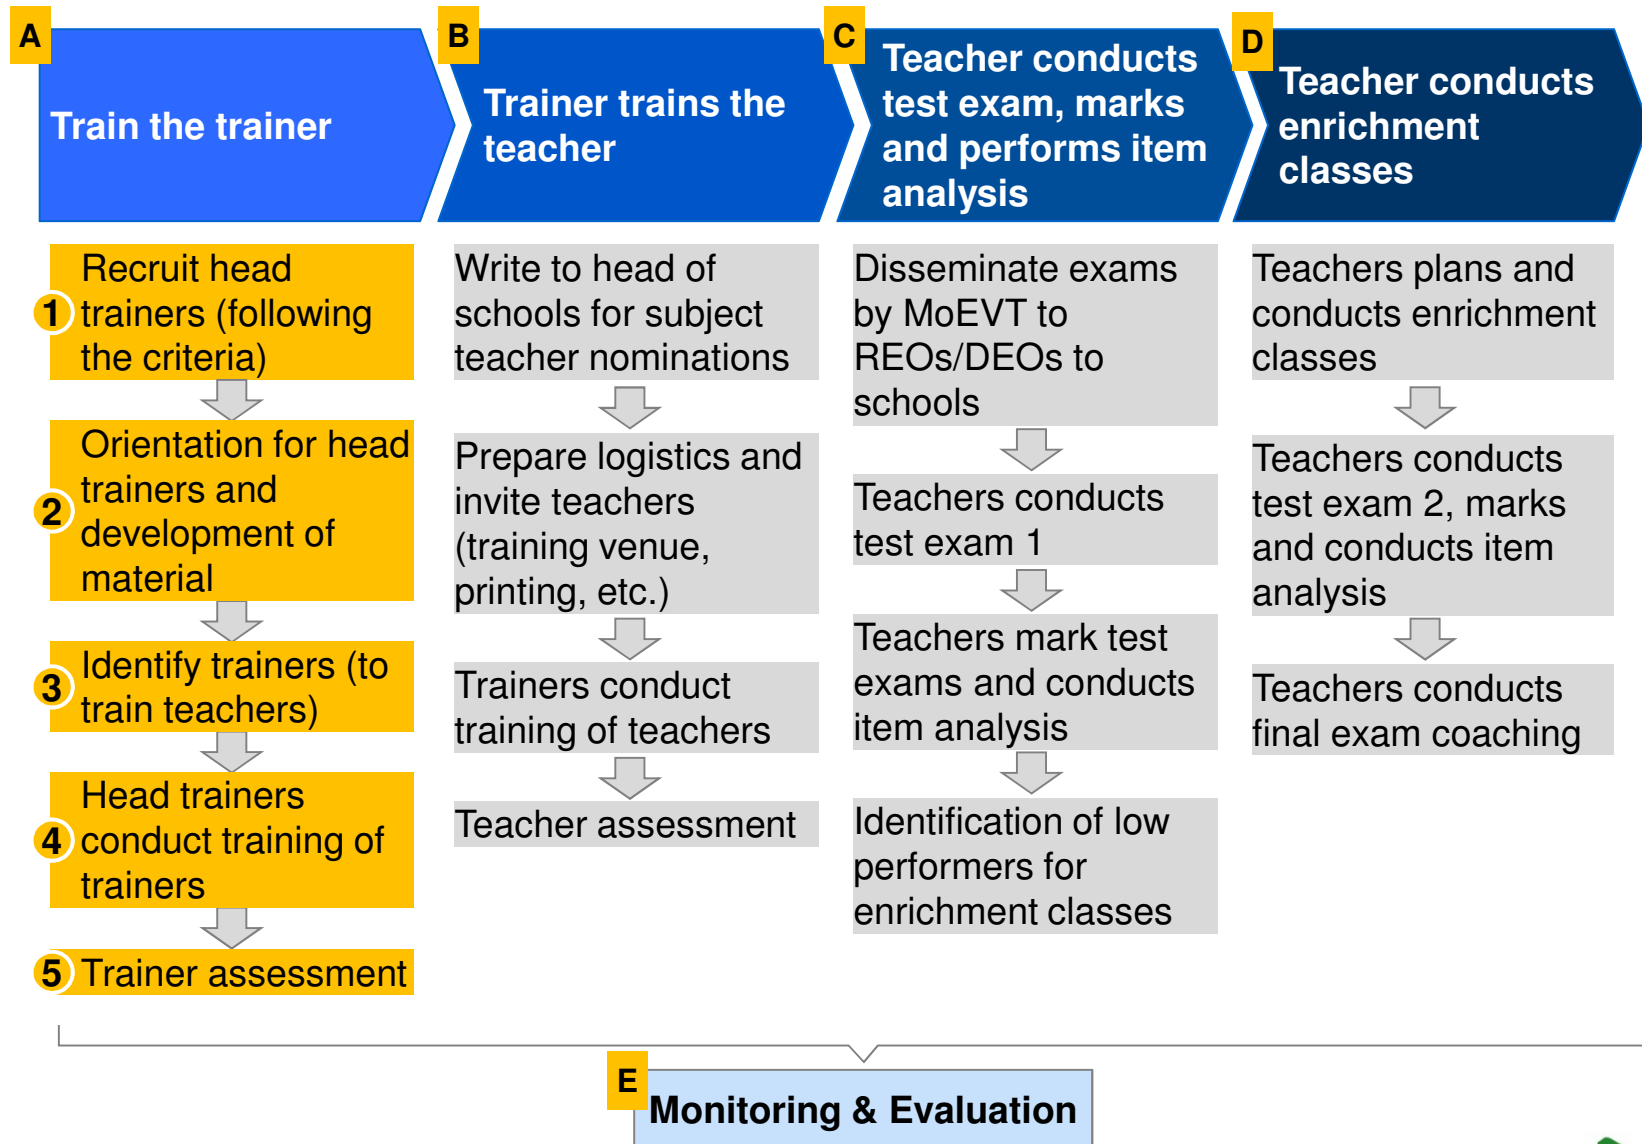 A
Train the trainer
B
Trainer trains the
teacher
C
Teacher conducts
test exam, marks
and performs item
analysis
D
Teacher conducts
enrichment
classes
1
Recruit head
trainers (following
the criteria)
2
Orientation for head
trainers and
development of
material
3
Identify trainers (to
train teachers)
4
Head trainers
conduct training of
trainers
5
Trainer assessment
Write to head of
schools for subject
teacher nominations
Prepare logistics and
invite teachers
(training venue,
printing, etc.)
Trainers conduct
training of teachers
Teacher assessment
Disseminate exams
by MoEVT to
REOs/DEOs to
schools
Teachers conducts
test exam 1
Teachers mark test
exams and conducts
item analysis
Identification of low
performers for
enrichment classes
Teachers plans and
conducts enrichment
classes
Teachers conducts
test exam 2, marks
and conducts item
analysis
Teachers conducts
final exam coaching
E
Monitoring & Evaluation